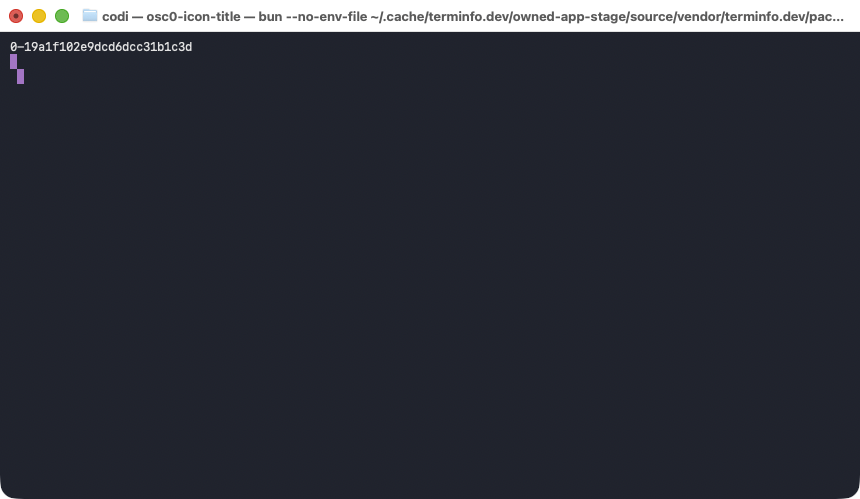 codi — osc0-icon-title — bun --no-env-file ~/.cache/terminfo.dev/owned-app-stage/source/vendor/terminfo.dev/pac...
0-19a1f102e9dcd6dcc31b1c3d